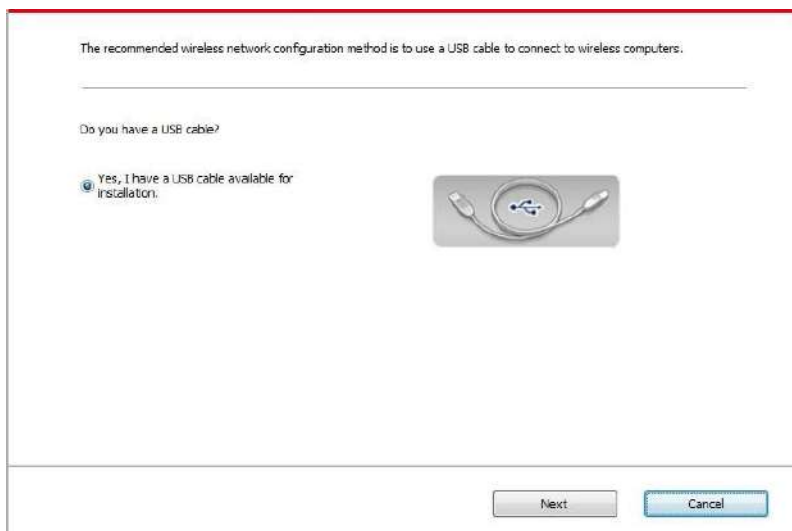 The recommended wireless network configuration method is to use a USB cable to connect to wireless computers.
Do you have a USB cable?
Yes, I have a USB cable available for
installation.
Next
Cancel